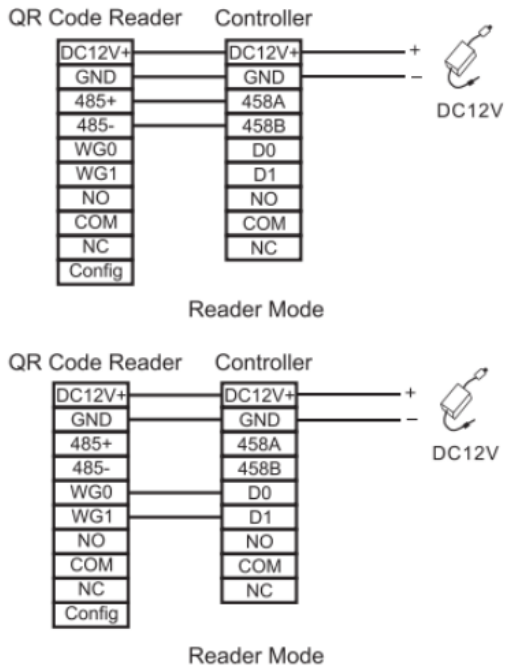 QR Code Reader Controller
DC12V+ DC12V+ +
GND GND −
485+ 458A DC12V
485- 458B
WG0 D0
WG1 D1
NO NO
COM COM
NC NC
Config
Reader Mode
QR Code Reader Controller
DC12V+ DC12V+ +
GND GND −
485+ 458A
485- 458B DC12V
WG0 D0
WG1 D1
NO NO
COM COM
NC NC
Config
Reader Mode